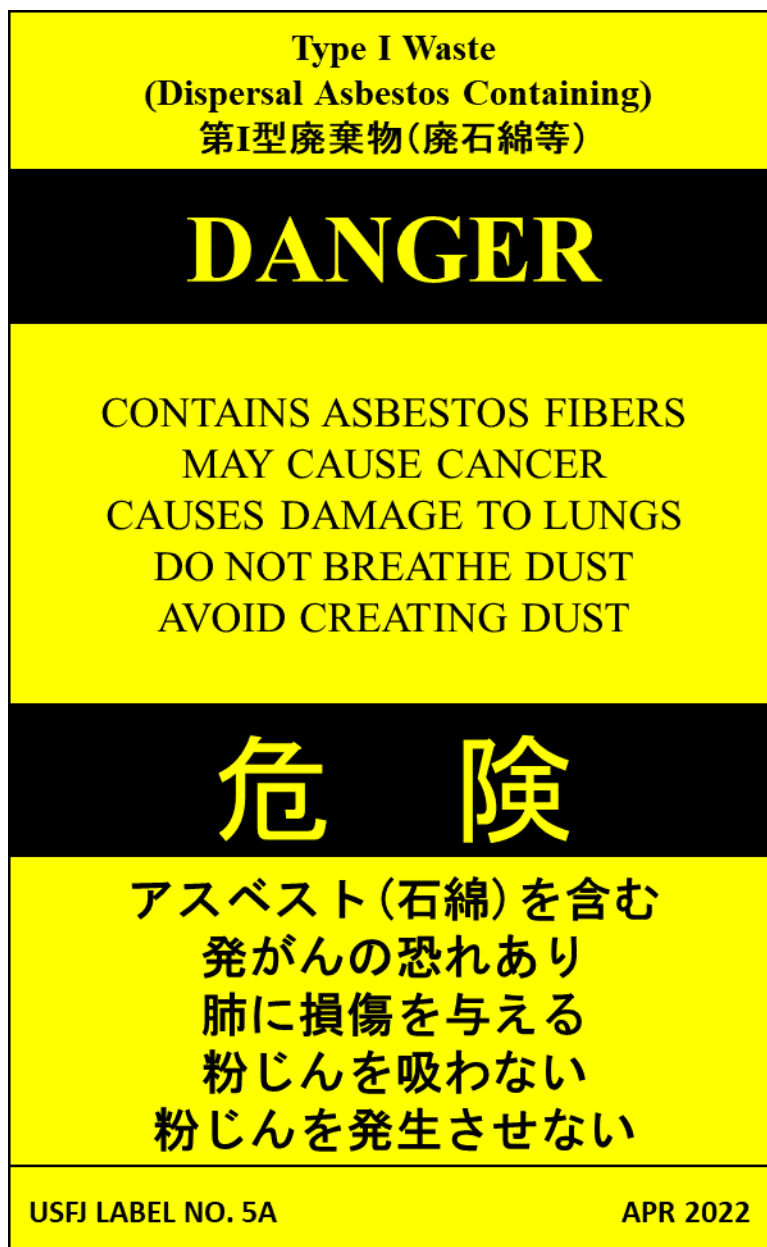 Type I Waste
(Dispersal Asbestos Containing)
第I型廃棄物(廃石綿等)
DANGER
CONTAINS ASBESTOS FIBERS
MAY CAUSE CANCER
CAUSES DAMAGE TO LUNGS
DO NOT BREATHE DUST
AVOID CREATING DUST
危 険
アスベスト(石綿)を含む
発がんの恐れあり
肺に損傷を与える
粉じんを吸わない
粉じんを発生させない
USFJ LABEL NO. 5A APR 2022